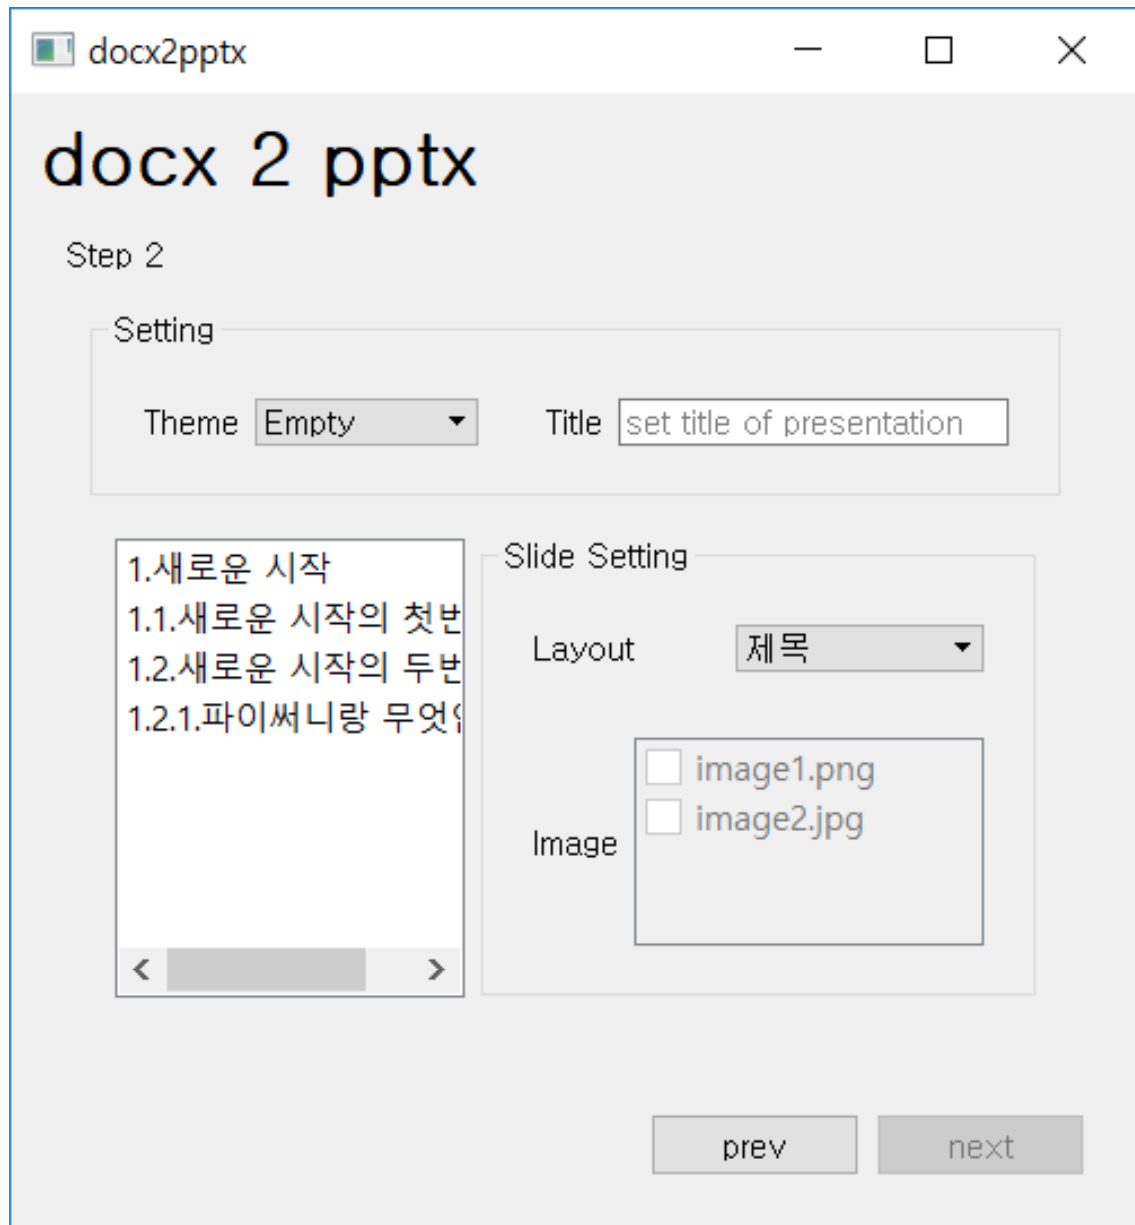 docx2pptx
docx 2 pptx
Step 2
Setting
Theme Empty Title set title of presentation
1.새로운 시작
1.1.새로운 시작의 첫번
1.2.새로운 시작의 두번
1.2.1.파이써니랑 무엇
Slide Setting
Layout 제목
Image
image1.png
image2.jpg
prev next